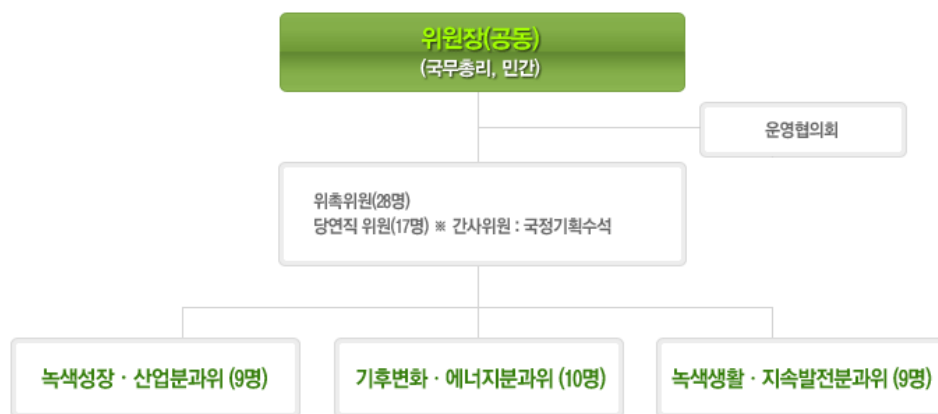 위원장(공동)
(국무총리, 민간)
운영협의회
위촉위원(28명)
당연직 위원(17명) ※ 간사위원 : 국정기획수석
녹색성장 · 산업분과위 (9명)
기후변화 · 에너지분과위 (10명)
녹색생활 · 지속발전분과위 (9명)